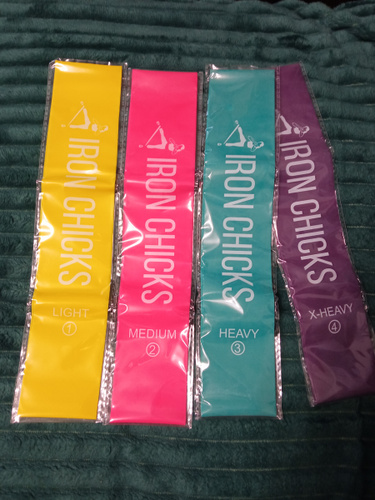 IRON CHICKS
LIGHT
1
IRON CHICKS
MEDIUM
2
IRON CHICKS
HEAVY
3
IRON CHICKS
X-HEAVY
4